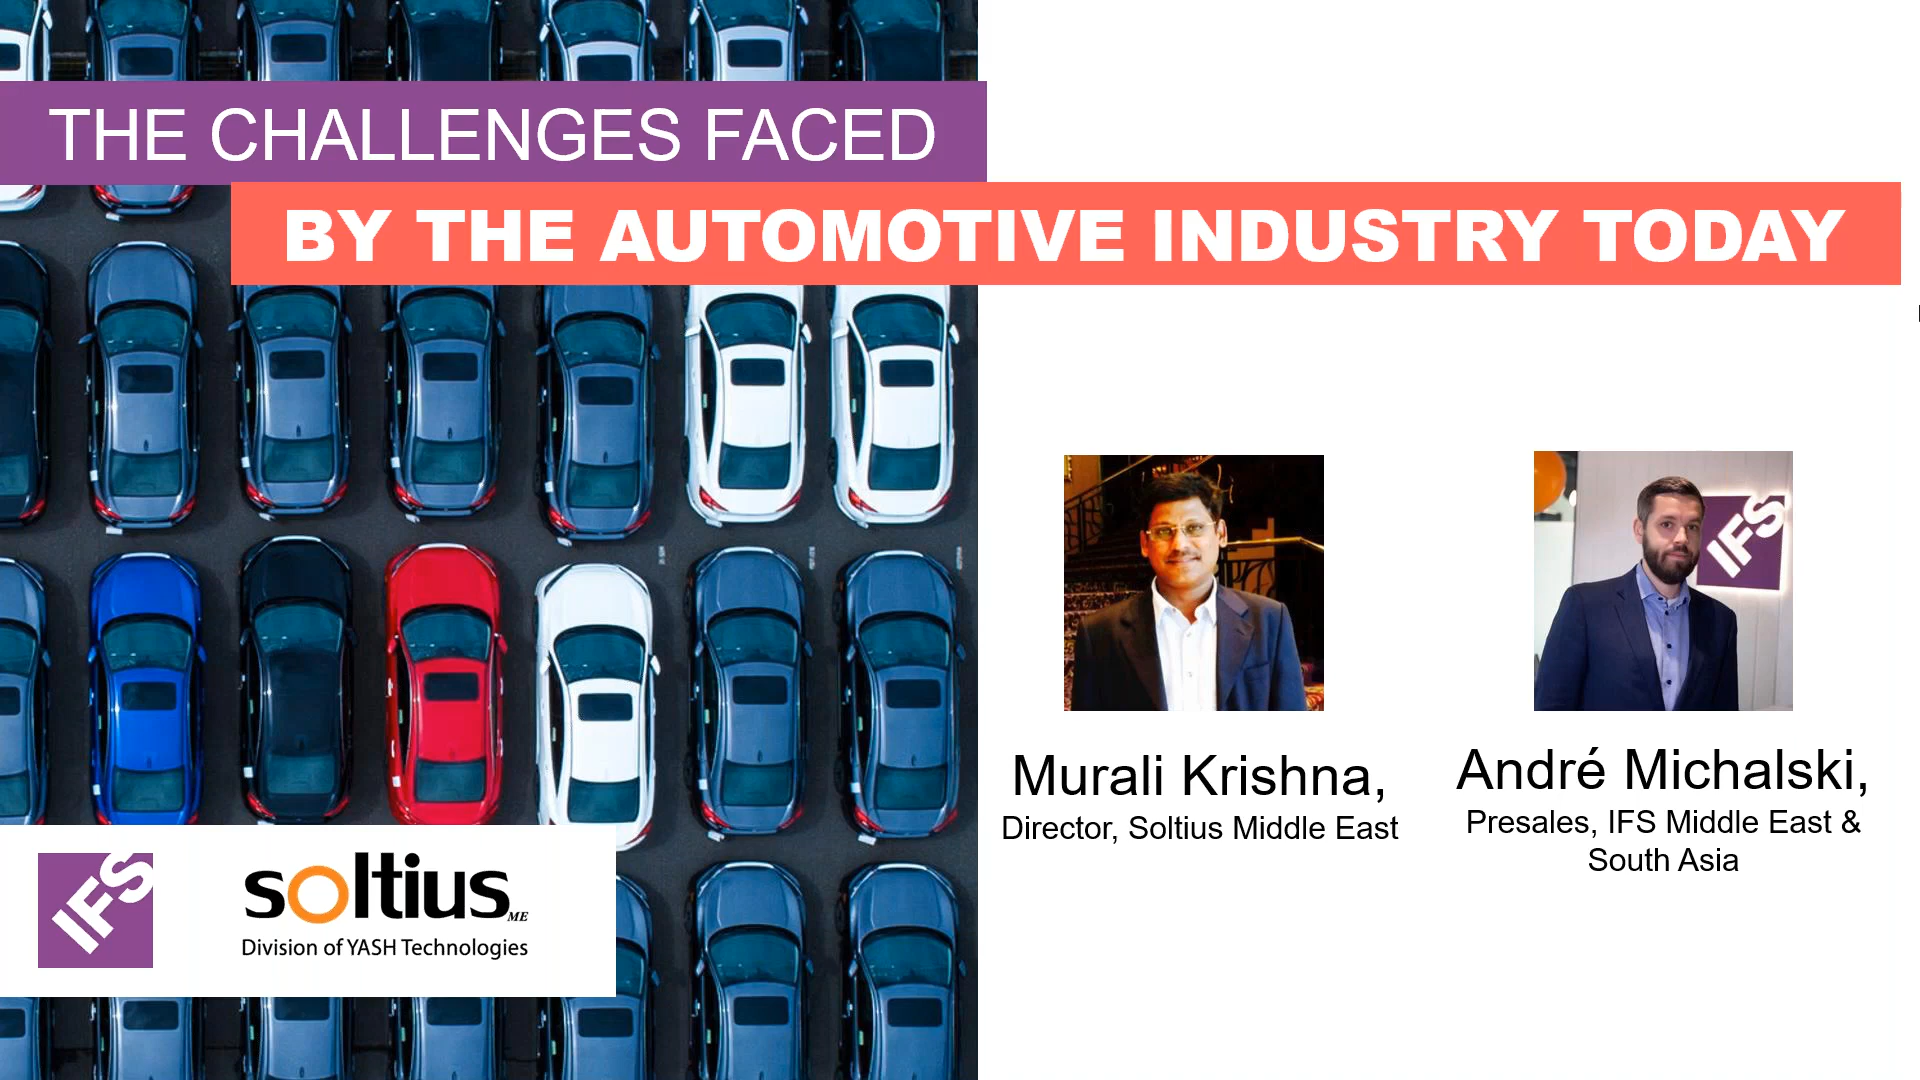 THE CHALLENGES FACED
BY THE AUTOMOTIVE INDUSTRY TODAY
IFS
Murali Krishna,
Director, Soltius Middle East
André Michalski,
Presales, IFS Middle East &
South Asia
IFS
soltius ME
Division of YASH Technologies